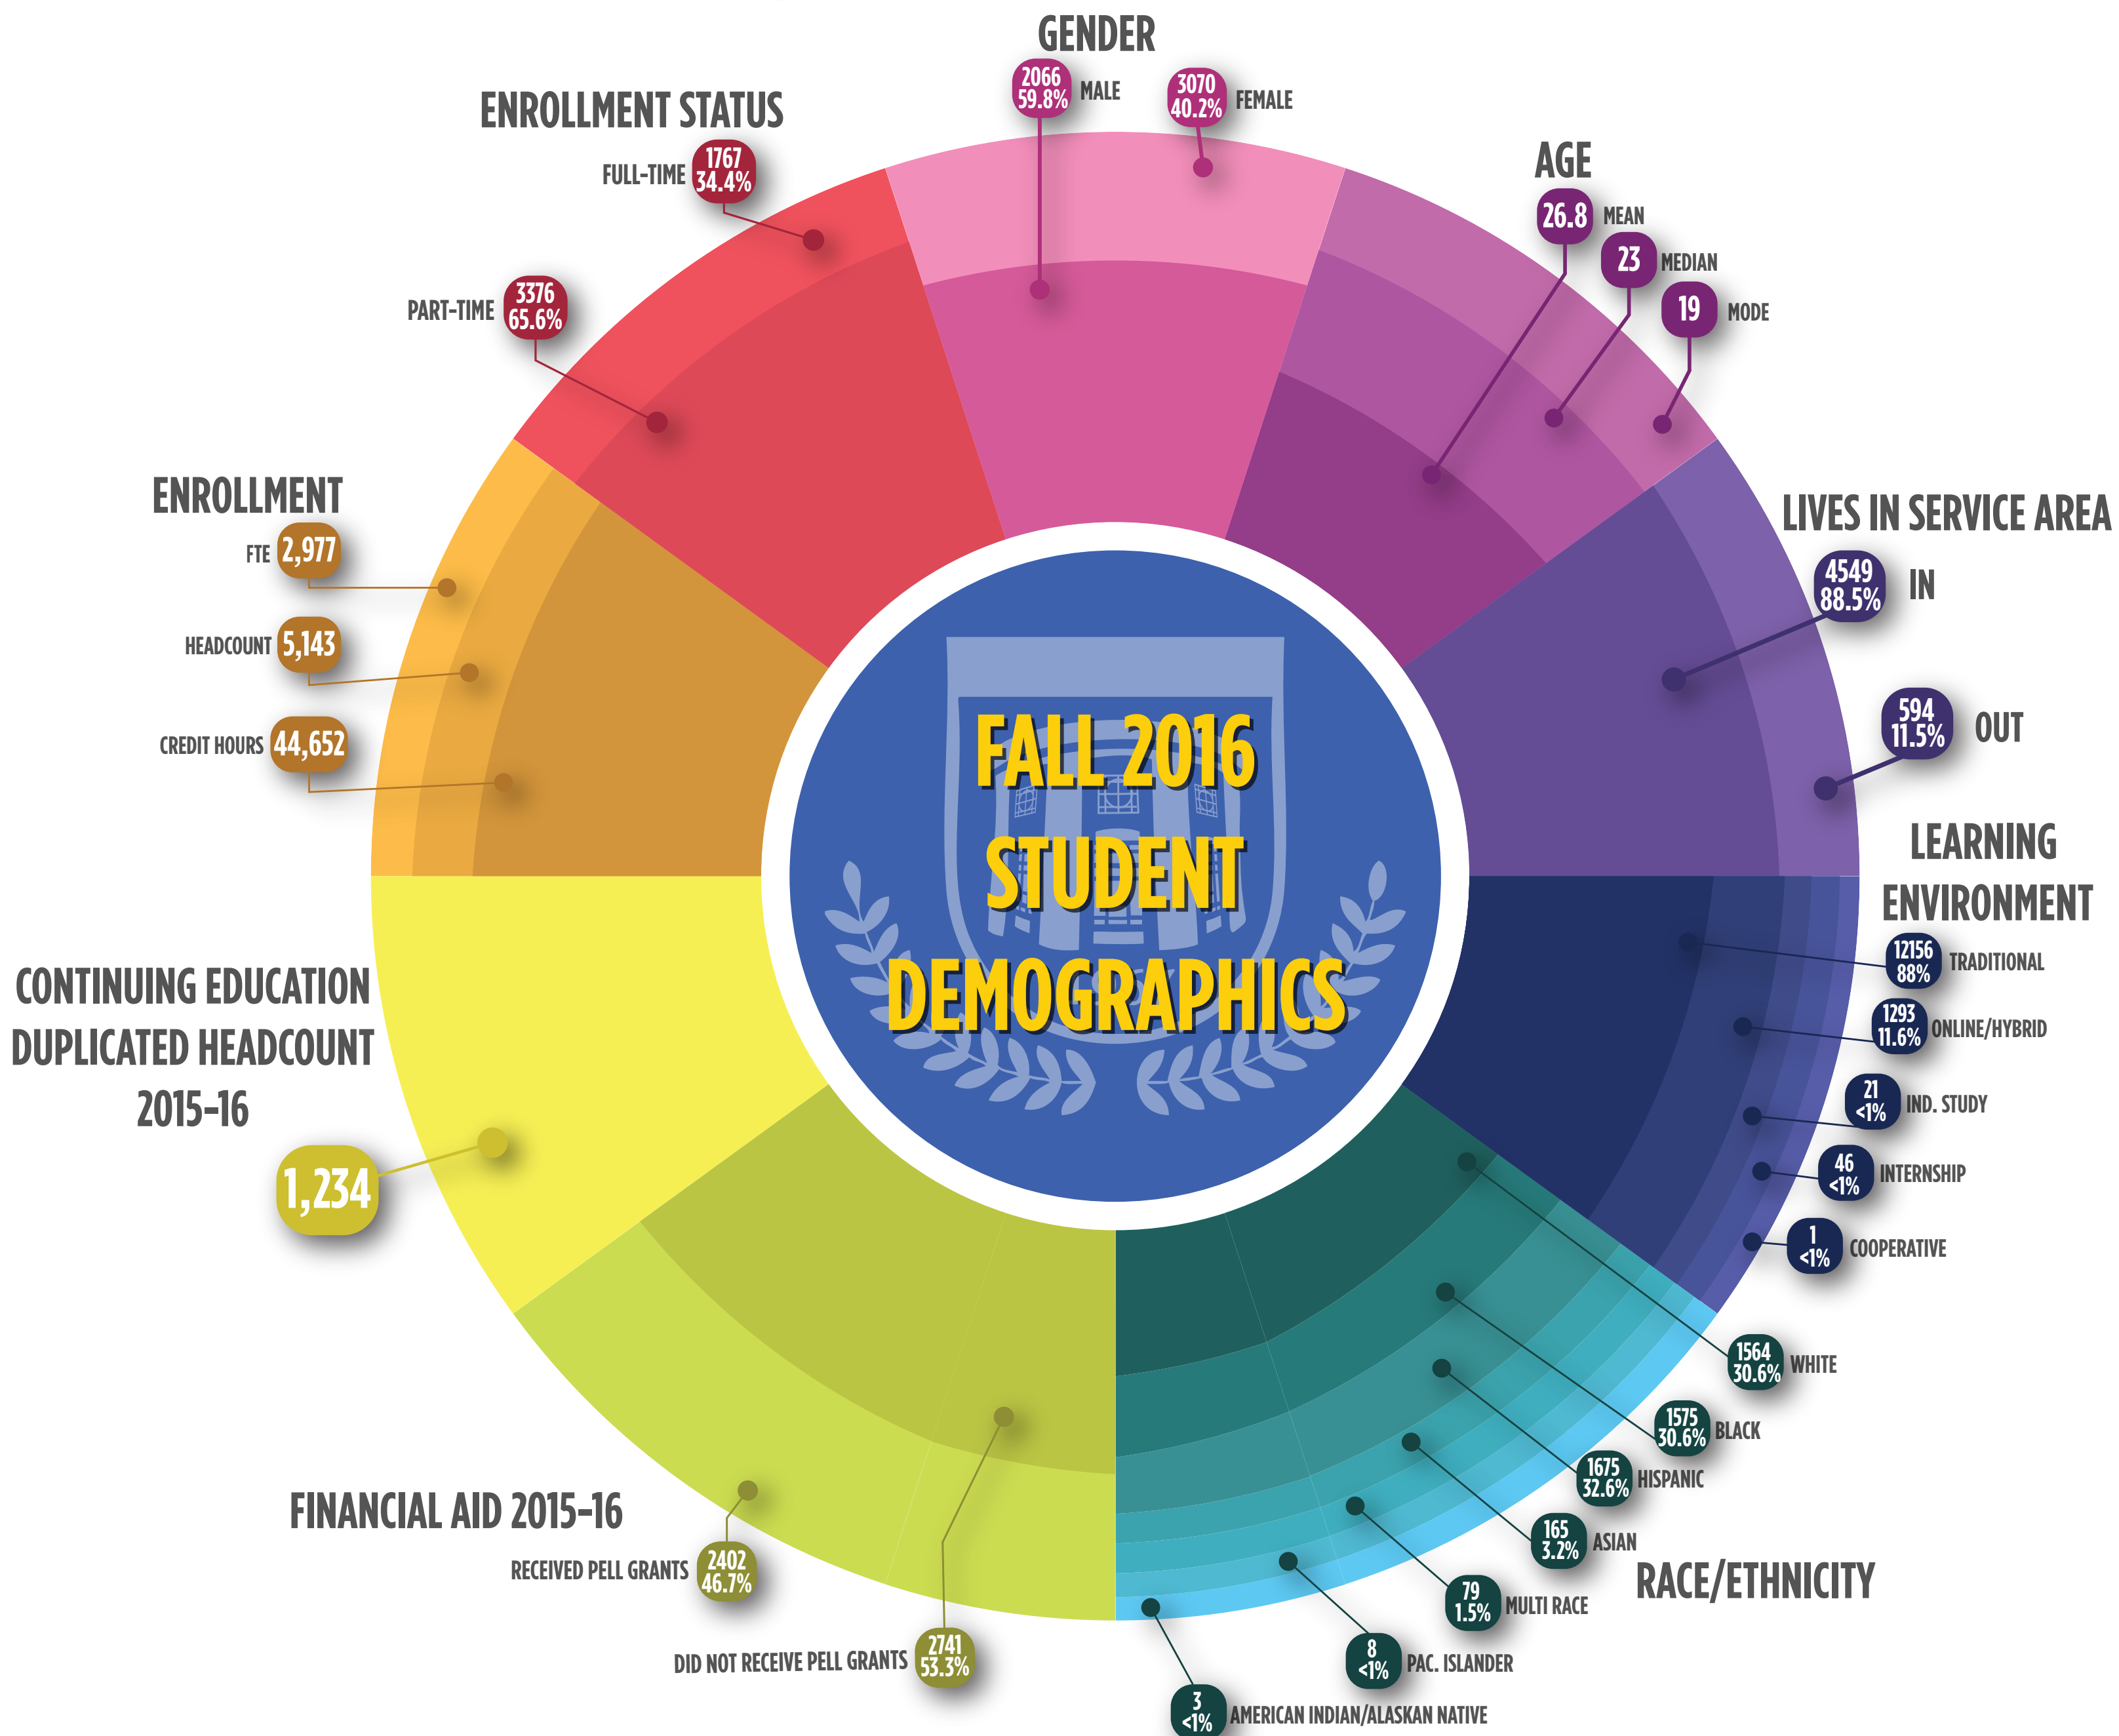 GENDER
2066
59.8%
MALE
3070
40.2%
FEMALE
ENROLLMENT STATUS
FULL-TIME
1767
34.4%
PART-TIME
3376
65.6%
AGE
26.8
MEAN
23
MEDIAN
19
MODE
ENROLLMENT
FTE
2,977
HEADCOUNT
5,143
CREDIT HOURS
44,652
LIVES IN SERVICE AREA
4549
88.5%
IN
594
11.5%
OUT
FALL 2016
STUDENT
DEMOGRAPHICS
LEARNING
ENVIRONMENT
12156
88%
TRADITIONAL
1293
11.6%
ONLINE/HYBRID
21
<1%
IND. STUDY
46
<1%
INTERNSHIP
1
<1%
COOPERATIVE
CONTINUING EDUCATION
DUPLICATED HEADCOUNT
2015-16
1,234
FINANCIAL AID 2015-16
RECEIVED PELL GRANTS
2402
46.7%
DID NOT RECEIVE PELL GRANTS
2741
53.3%
1564
30.6%
WHITE
1575
30.6%
BLACK
1675
32.6%
HISPANIC
165
3.2%
ASIAN
RACE/ETHNICITY
79
1.5%
MULTI RACE
8
<1%
PAC. ISLANDER
3
<1%
AMERICAN INDIAN/ALASKAN NATIVE